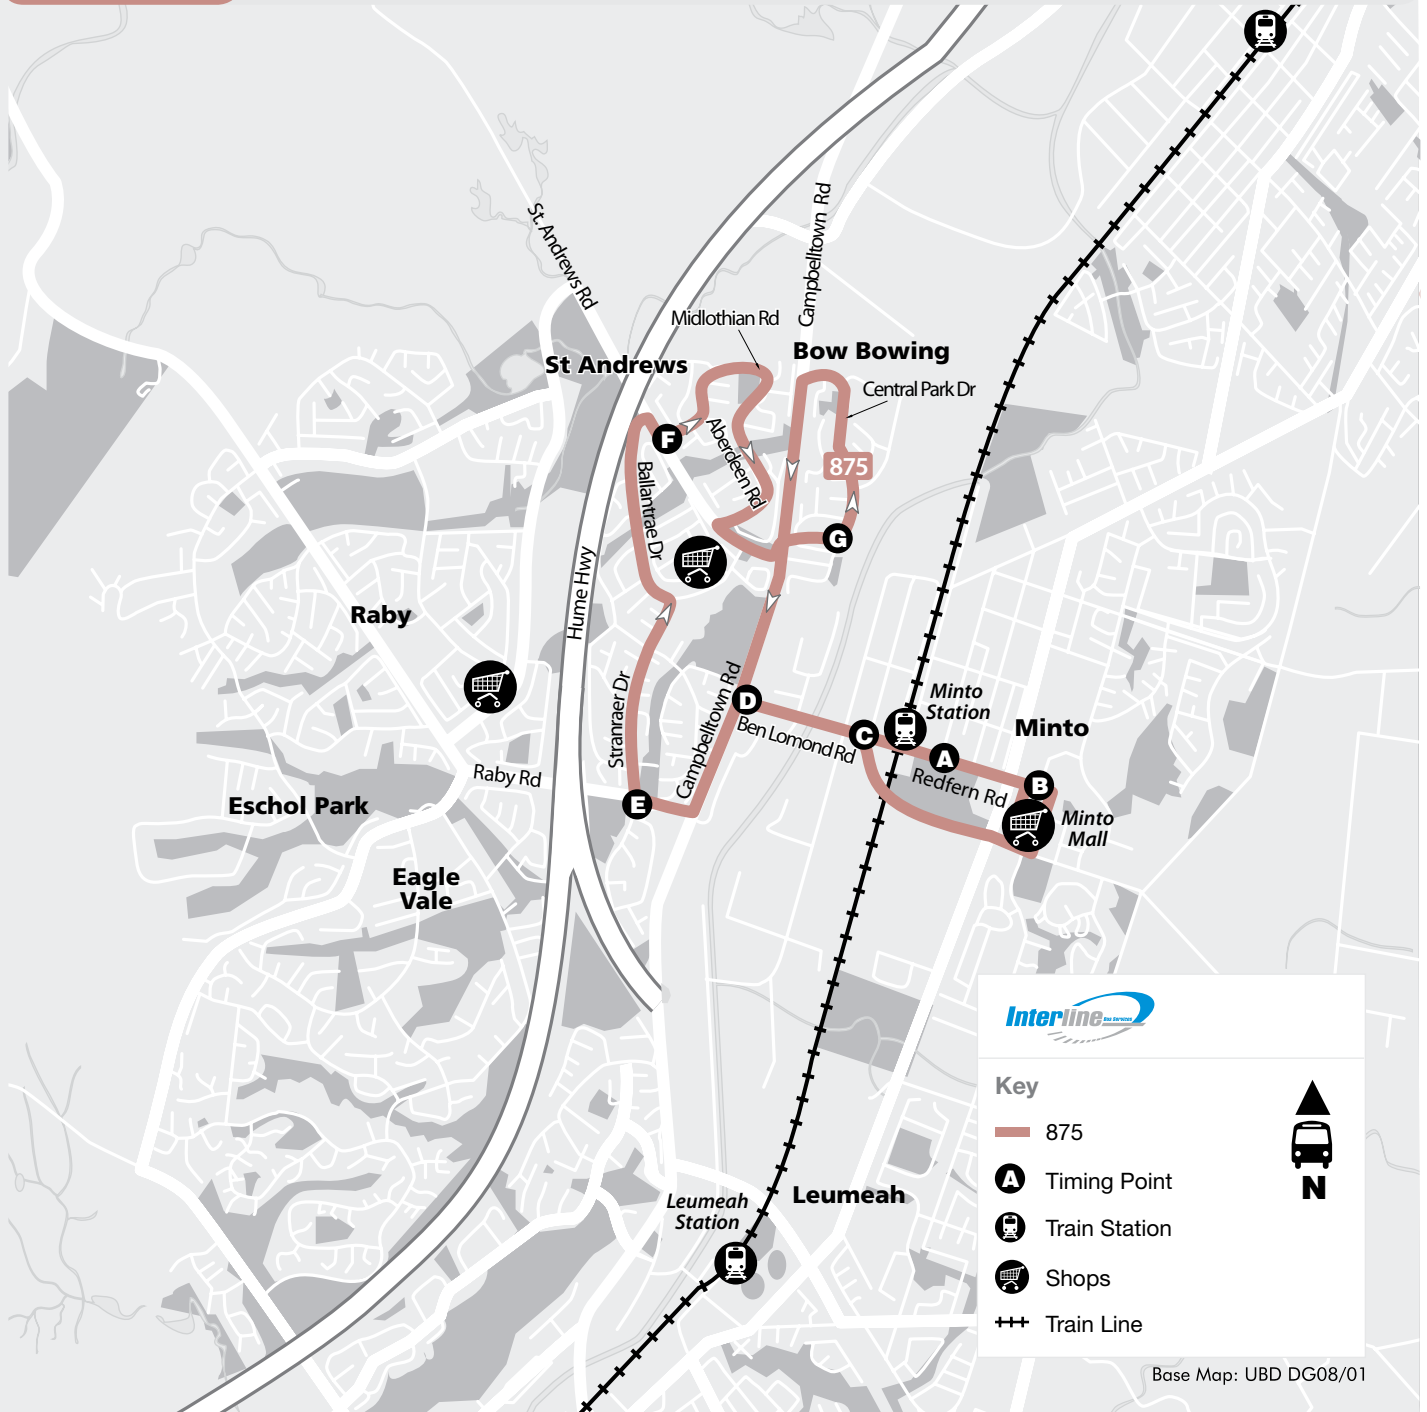 St. Andrews Rd
Campbelltown Rd
Midlothian Rd
Bow Bowing
St Andrews
Central Park Dr
F
Aberdeen Rd
875
Ballantrae Dr
G
Hume Hwy
Raby
Stranraer Dr
Campbelltown Rd
D
Minto
Station
Minto
Ben Lomond Rd
C
A
Raby Rd
Redfern Rd
B
Eschol Park
E
Minto
Mall
Eagle
Vale
Interline
Bus Services
Key
875
A
Timing Point
N
Train Station
Leumeah
Station
Leumeah
Shops
Train Line
Base Map: UBD DG08/01